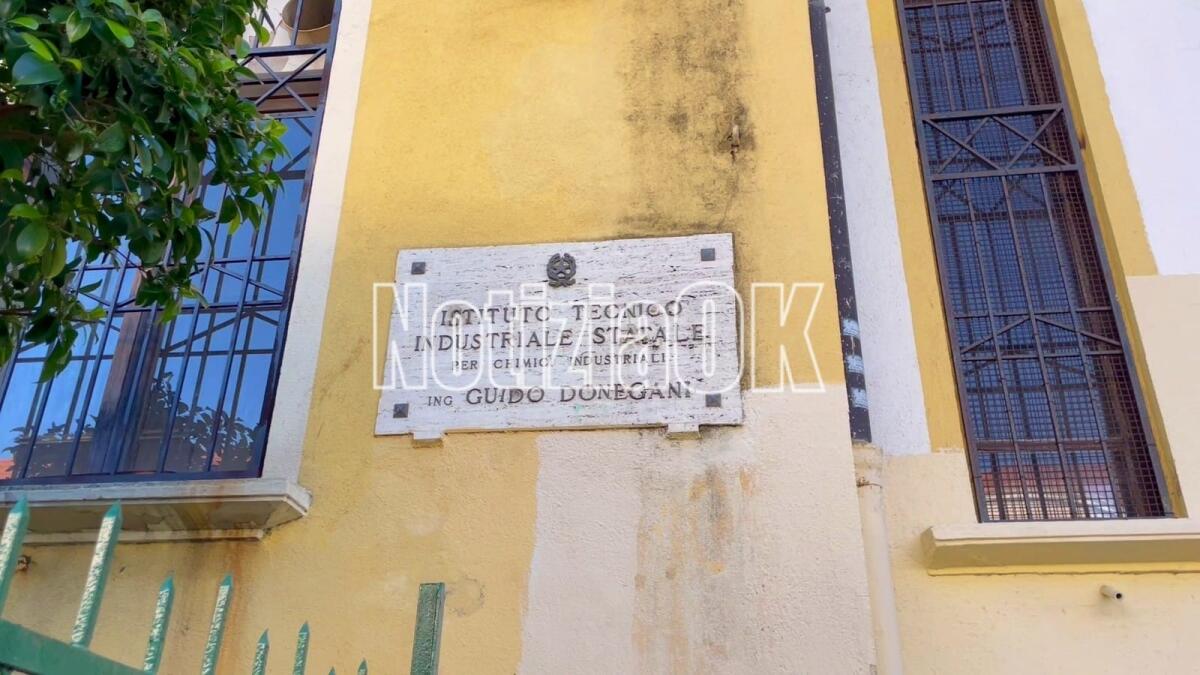 ISTITUTO TECNICO
INDUSTRIALE STATALE
PER CHIMICI INDUSTRIALI
ING GUIDO DONEGANI
NotiziaOK